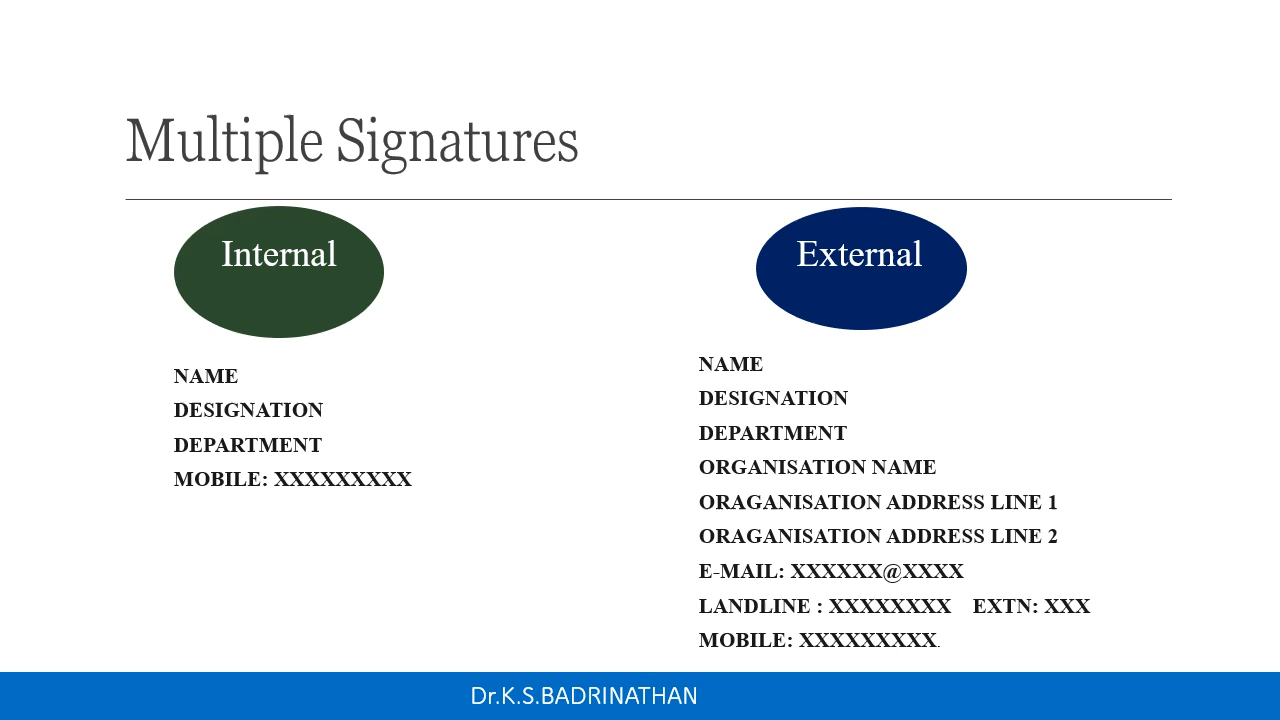 Multiple Signatures
Internal
NAME
DESIGNATION
DEPARTMENT
MOBILE: XXXXXXXXX
External
NAME
DESIGNATION
DEPARTMENT
ORGANISATION NAME
ORAGANISATION ADDRESS LINE 1
ORAGANISATION ADDRESS LINE 2
E-MAIL: XXXXXX@XXXX
LANDLINE : XXXXXXXX EXTN: XXX
MOBILE: XXXXXXXXX.
Dr.K.S.BADRINATHAN